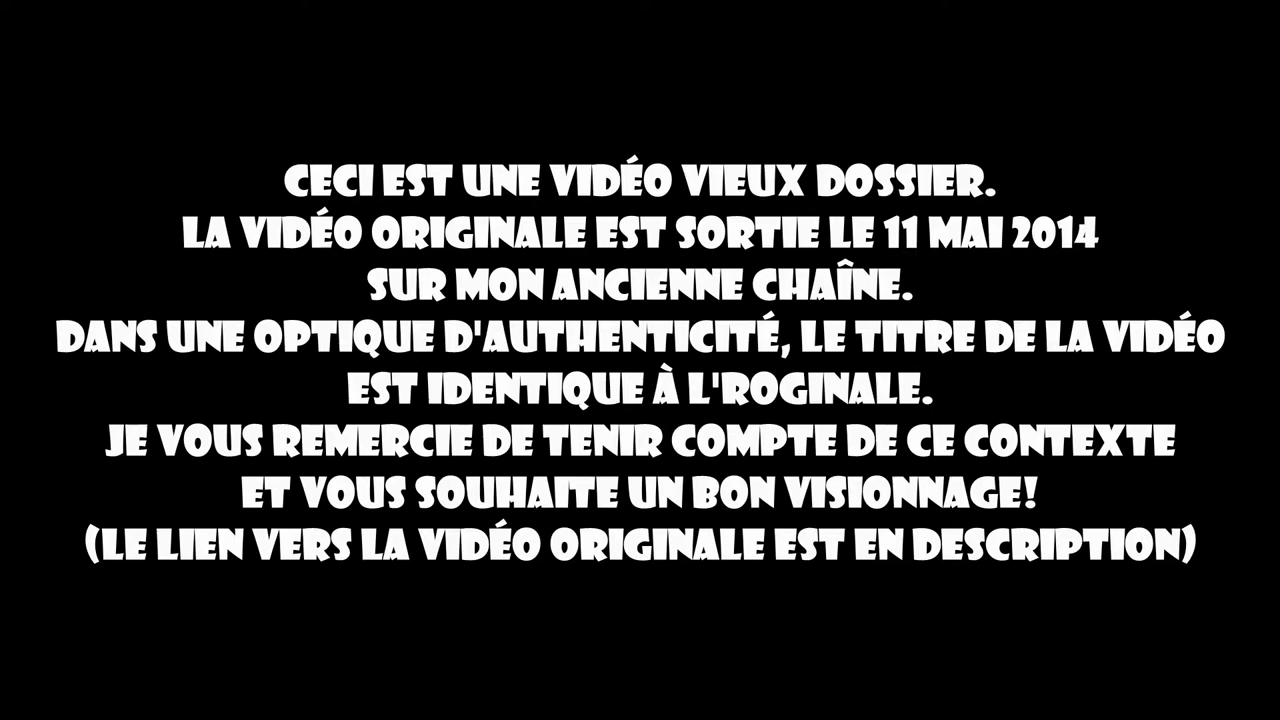 CECI EST UNE VIDÉO VIEUX DOSSIER.
LA VIDÉO ORIGINALE EST SORTIE LE 11 MAI 2014
SUR MON ANCIENNE CHAÎNE.
DANS UNE OPTIQUE D'AUTHENTICITÉ, LE TITRE DE LA VIDÉO
EST IDENTIQUE À L'ROGINALE.
JE VOUS REMERCIE DE TENIR COMPTE DE CE CONTEXTE
ET VOUS SOUHAITE UN BON VISIONNAGE!
(LE LIEN VERS LA VIDÉO ORIGINALE EST EN DESCRIPTION)